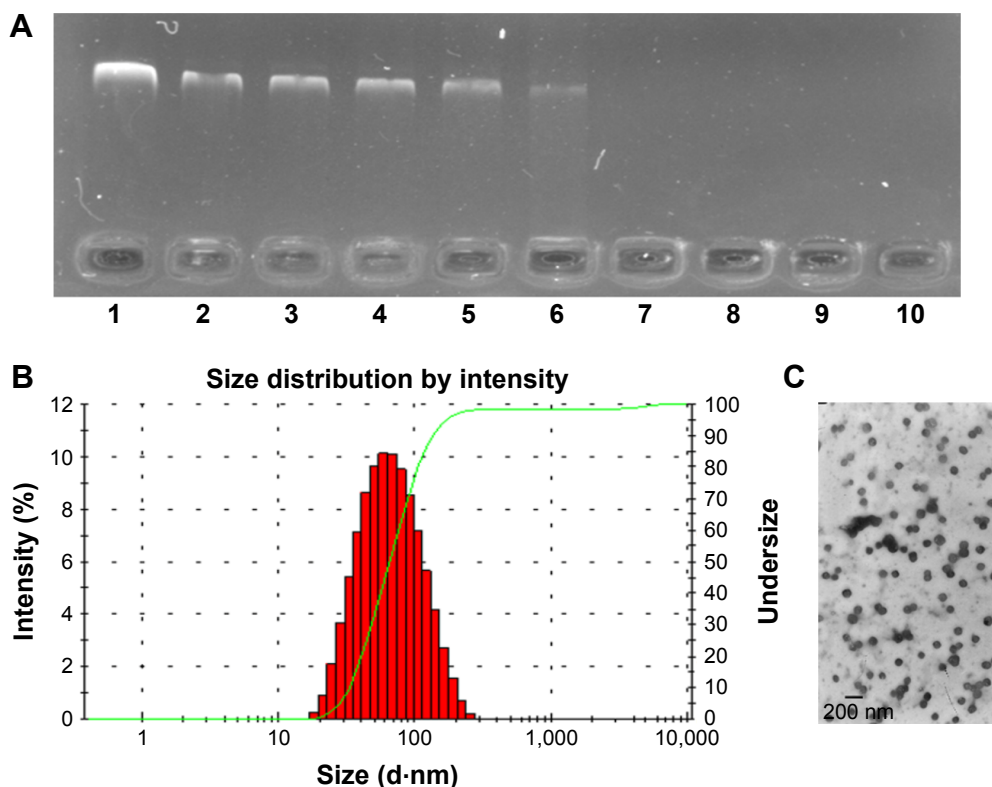 A
1 2 3 4 5 6 7 8 9 10
B
Size distribution by intensity
12
10
8
6
4
2
0
Intensity (%)
1 10 100 1,000 10,000
Size (d·nm)
100
90
80
70
60
50
40
30
20
10
0
Undersize
C
200 nm